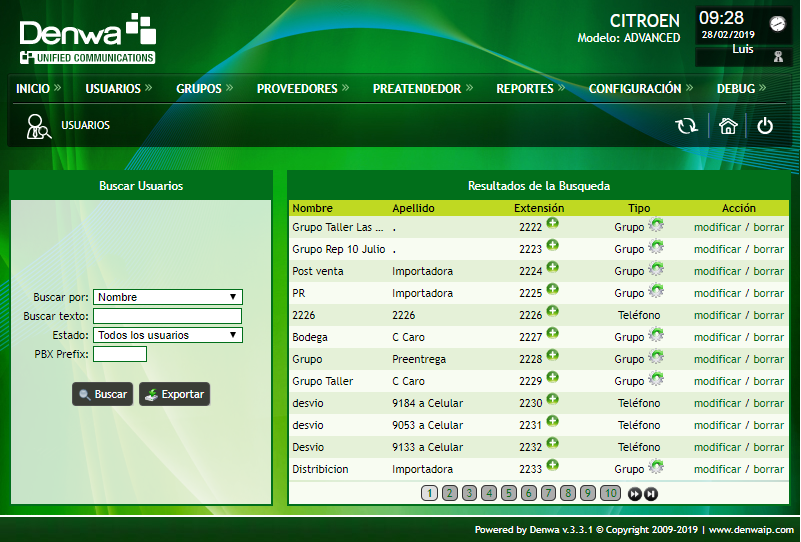 Denwa
UNIFIED COMMUNICATIONS
CITROEN
Modelo: ADVANCED
09:28
28/02/2019
Luis
INICIO » USUARIOS » GRUPOS » PROVEEDORES » PREATENDEDOR » REPORTES » CONFIGURACIÓN » DEBUG »
USUARIOS
Buscar Usuarios
Buscar por: Nombre ▼
Buscar texto:
Estado: Todos los usuarios ▼
PBX Prefix:
Buscar Exportar
Resultados de la Busqueda
Nombre Apellido Extensión Tipo Acción
Grupo Taller Las ... . 2222 Grupo modificar / borrar
Grupo Rep 10 Julio . 2223 Grupo modificar / borrar
Post venta Importadora 2224 Grupo modificar / borrar
PR Importadora 2225 Grupo modificar / borrar
2226 2226 2226 Teléfono modificar / borrar
Bodega C Caro 2227 Grupo modificar / borrar
Grupo Preentrega 2228 Grupo modificar / borrar
Grupo Taller C Caro 2229 Grupo modificar / borrar
desvio 9184 a Celular 2230 Teléfono modificar / borrar
desvio 9053 a Celular 2231 Teléfono modificar / borrar
Desvio 9133 a Celular 2232 Teléfono modificar / borrar
Distribicion Importadora 2233 Grupo modificar / borrar
1 2 3 4 5 6 7 8 9 10
Powered by Denwa v.3.3.1 © Copyright 2009-2019 | www.denwaip.com